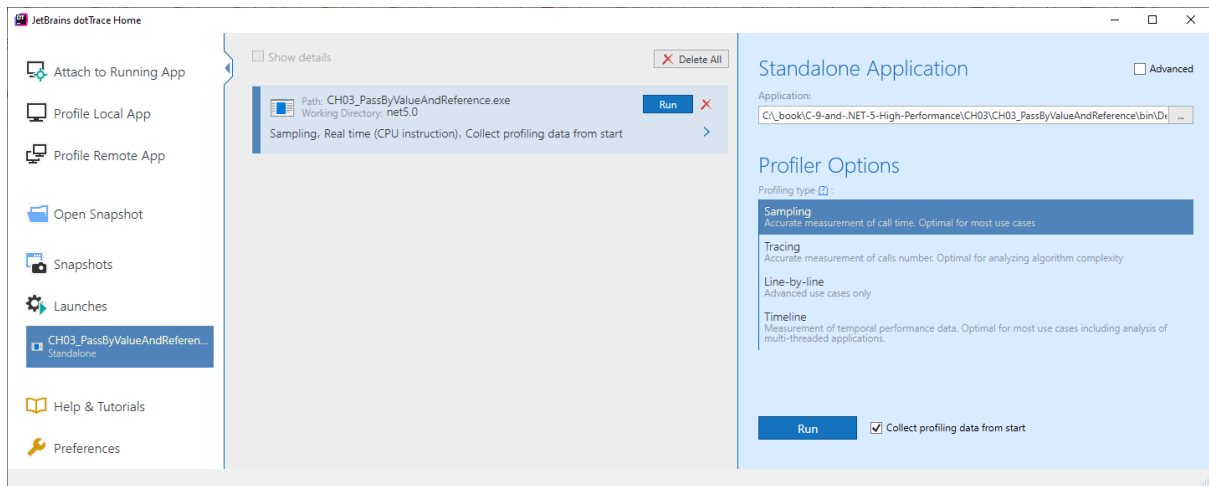 JetBrains dotTrace Home
Attach to Running App
Profile Local App
Profile Remote App
Open Snapshot
Snapshots
Launches
CH03_PassByValueAndReferen...
Standalone
Help & Tutorials
Preferences
Show details
Delete All
Path: CH03_PassByValueAndReference.exe
Working Directory: net5.0
Run
Sampling, Real time (CPU instruction), Collect profiling data from start
Standalone Application
Advanced
Application:
C:\_book\C-9-and-.NET-5-High-Performance\CH03\CH03_PassByValueAndReference\bin\De
...
Profiler Options
Profiling type (?) :
Sampling
Accurate measurement of call time. Optimal for most use cases
Tracing
Accurate measurement of calls number. Optimal for analyzing algorithm complexity
Line-by-line
Advanced use cases only
Timeline
Measurement of temporal performance data. Optimal for most use cases including analysis of
multi-threaded applications.
Run
Collect profiling data from start